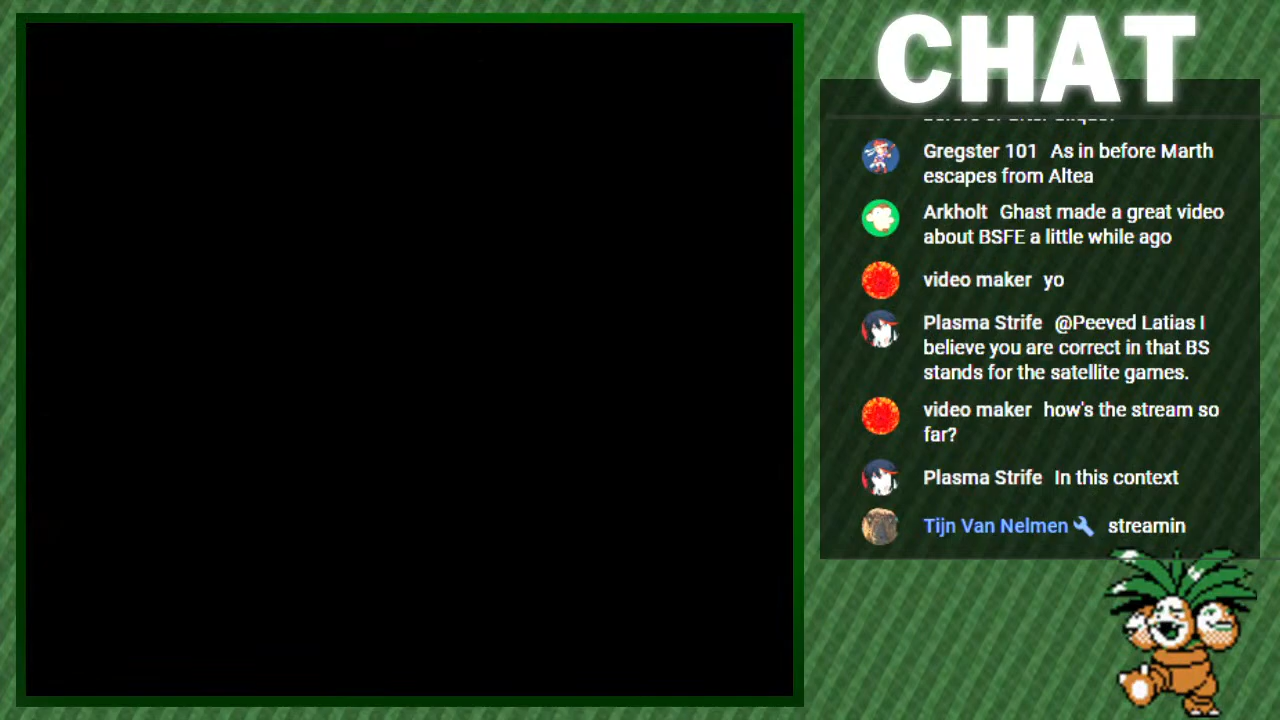 CHAT
Gregster 101 As in before Marth
escapes from Altea
Arkholt Ghast made a great video
about BSFE a little while ago
video maker yo
Plasma Strife @Peeved Latias I
believe you are correct in that BS
stands for the satellite games.
video maker how's the stream so
far?
Plasma Strife In this context
Tijn Van Nelmen streamin